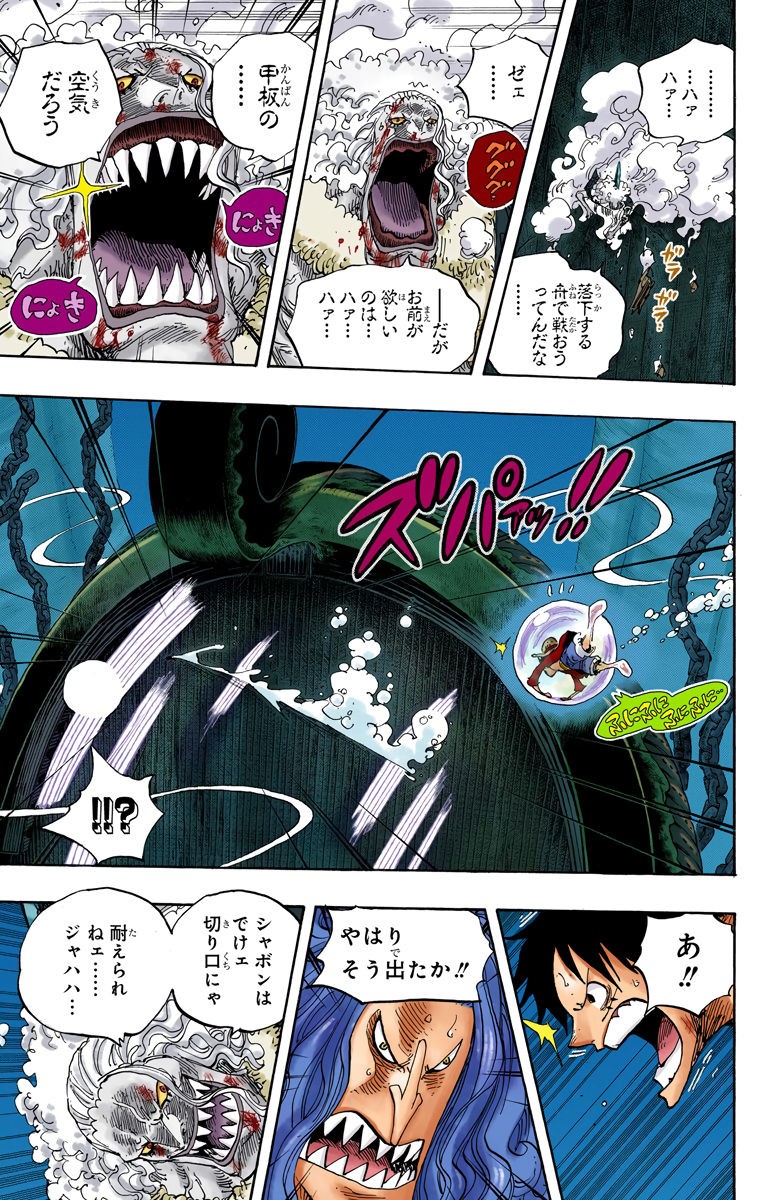 ………
…ハァ
ハァ…
落下する
舟で戦おう
ってんだな
……
ガラ
ガラ…
ゼェ
…
ググググ
――だが
お前が
欲しい
のは…
ハァ…
ハァ…
甲板の
……
空気
だろう
にょき
にょき
ズパァッ!!
ふにふに
ふにふに…
!!?
あ!!
やはり
そう出たか!!
シャボンは
でけェ
切り口にゃ
耐えられ
ねェ……
ジャハハ…